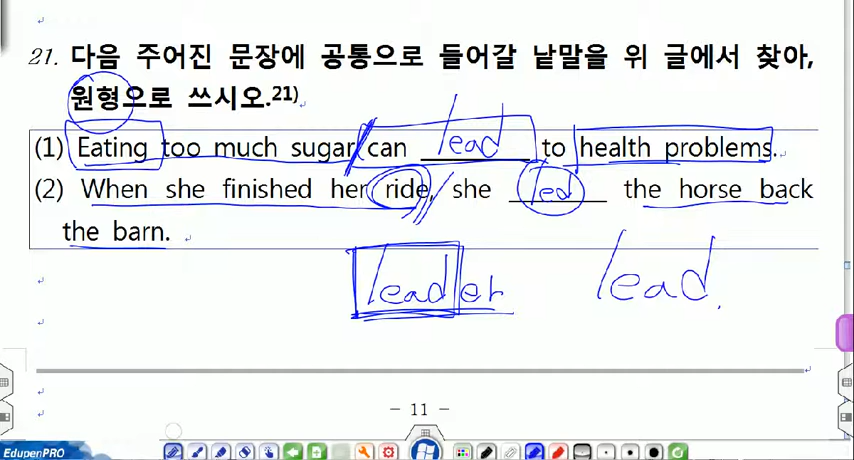 21. 다음 주어진 문장에 공통으로 들어갈 낱말을 위 글에서 찾아,
원형으로 쓰시오.21)
(1) Eating too much sugar can lead to health problems.
(2) When she finished her ride, she led the horse back
the barn.
leader lead.
- 11 -
EdupenPRO